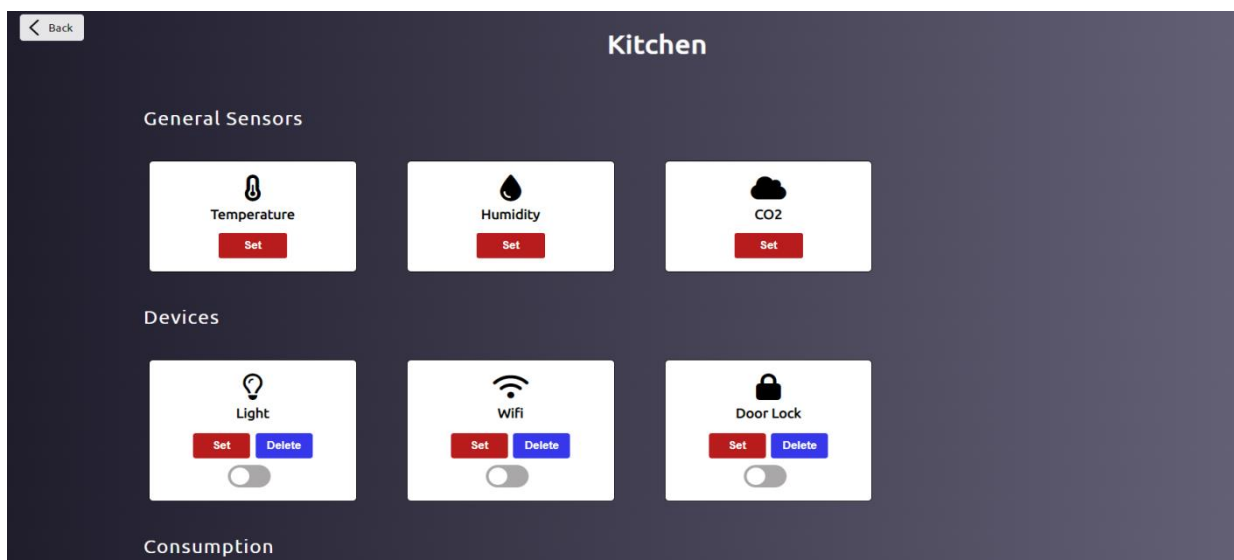 Back
Kitchen
General Sensors
Temperature
Humidity
CO2
Set
Set
Set
Devices
Light
Wifi
Door Lock
Set Delete
Set Delete
Set Delete
Consumption